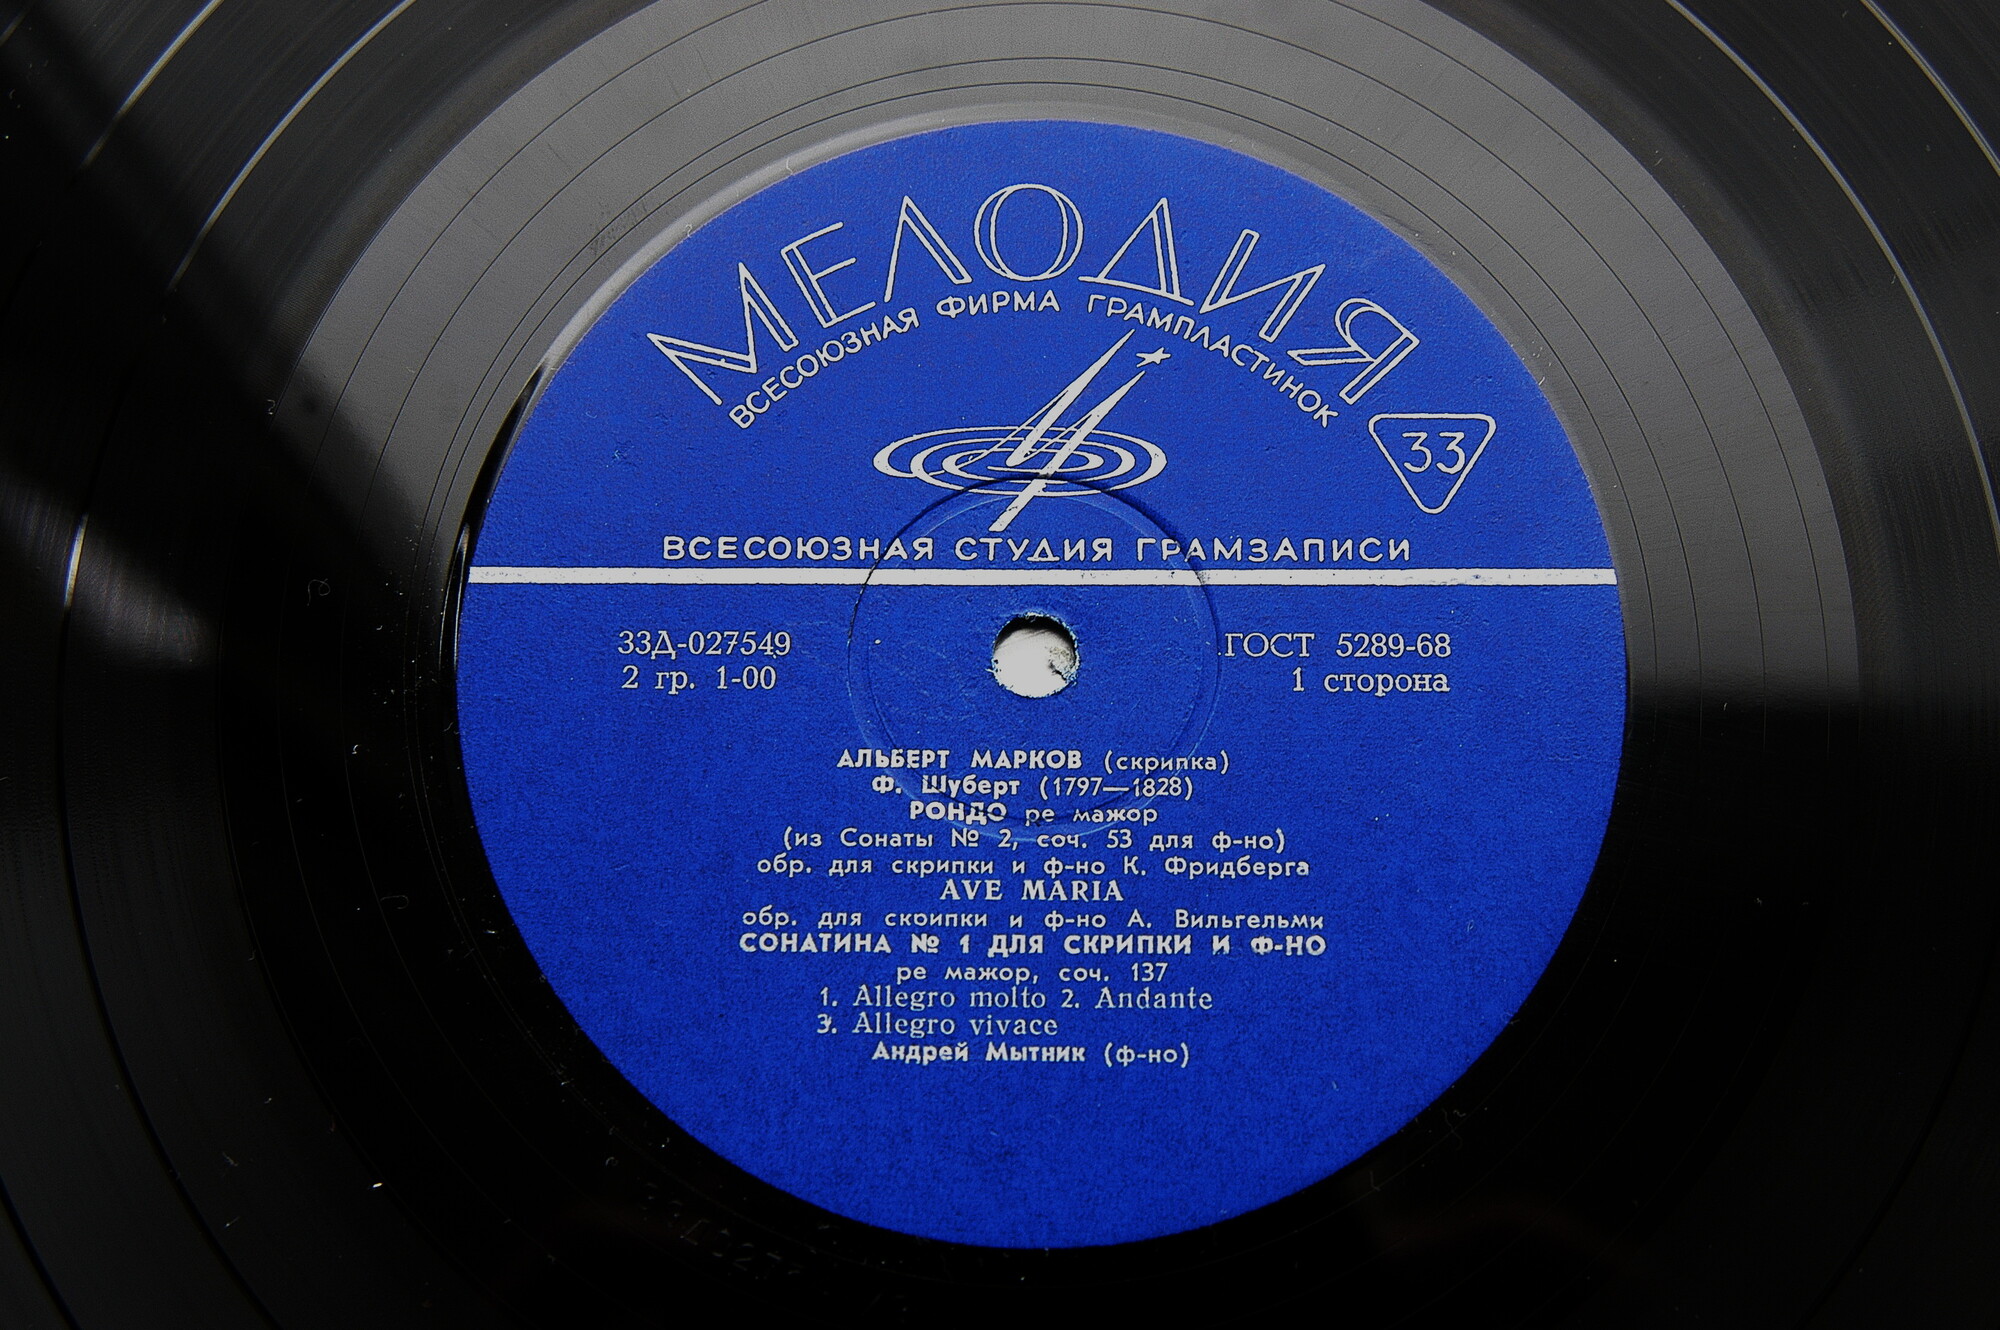 МЕЛОДИЯ
ВСЕСОЮЗНАЯ ФИРМА ГРАМПЛАСТИНОК
33
ВСЕСОЮЗНАЯ СТУДИЯ ГРАМЗАПИСИ
33Д-027549
ГОСТ 5289-68
2 гр. 1-00
1 сторона
АЛЬБЕРТ МАРКОВ (скрипка)
Ф. Шуберт (1797—1828)
РОНДО ре мажор
(из Сонаты № 2, соч. 53 для ф-но)
обр. для скрипки и ф-но К. Фридберга
AVE MARIA
обр. для скрипки и ф-но А. Вильгельми
СОНАТИНА № 1 ДЛЯ СКРИПКИ И Ф-НО
ре мажор, соч. 137
1. Allegro molto 2. Andante
3. Allegro vivace
Андрей Мытник (ф-но)